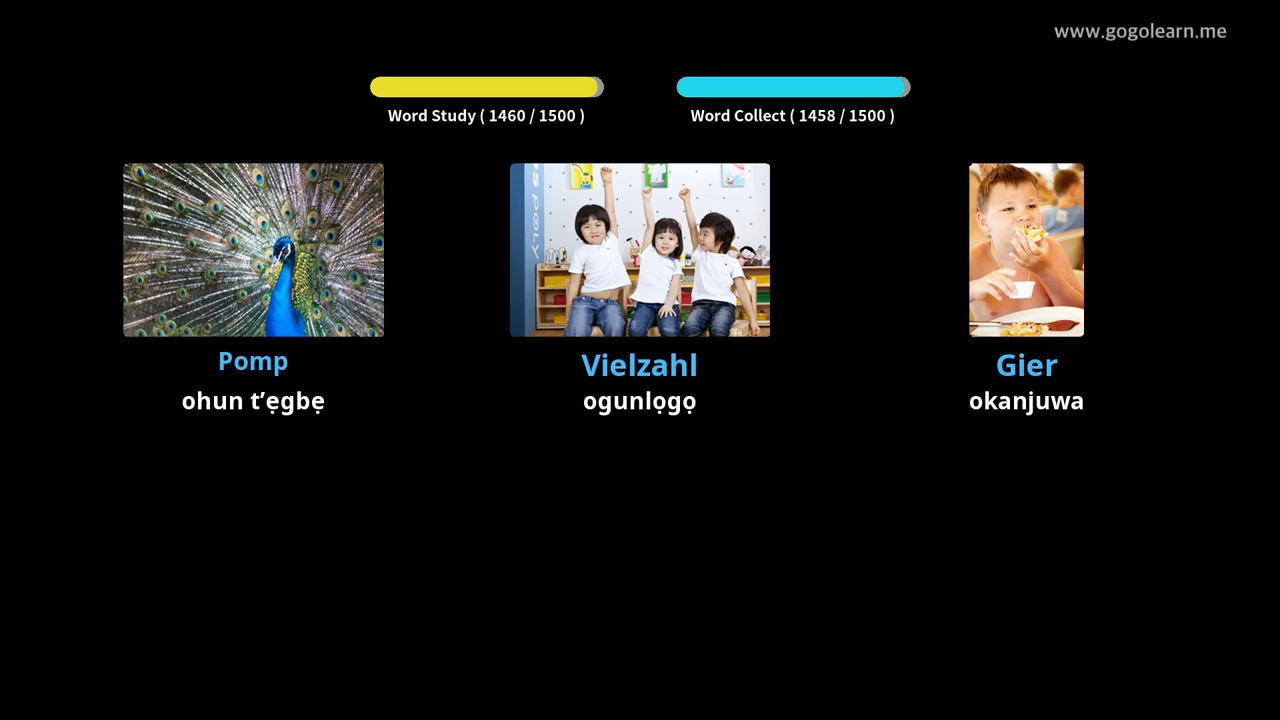 www.gogolearn.me
Word Study ( 1460 / 1500 )
Word Collect ( 1458 / 1500 )
Pomp
Vielzahl
Gier
ohun t’ẹgbẹ
ogunlọgọ
okanjuwa